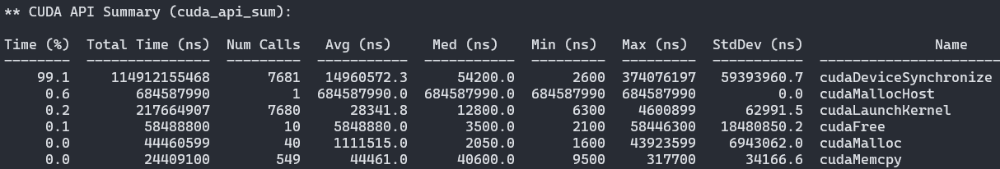 ** CUDA API Summary (cuda_api_sum):
Time (%) Total Time (ns) Num Calls Avg (ns) Med (ns) Min (ns) Max (ns) StdDev (ns) Name
-------- --------------- --------- ----------- ----------- --------- --------- ----------- ----------------------
99.1 114912155468 7681 14960572.3 54200.0 2600 374076197 59393960.7 cudaDeviceSynchronize
0.6 684587990 1 684587990.0 684587990.0 684587990 684587990 0.0 cudaMallocHost
0.2 217664907 7680 28341.8 12800.0 6300 4600899 62991.5 cudaLaunchKernel
0.1 58488800 10 5848880.0 3500.0 2100 58446300 18480850.2 cudaFree
0.0 44460599 40 1111515.0 2050.0 1600 43923599 6943062.0 cudaMalloc
0.0 24409100 549 44461.0 40600.0 9500 317700 34166.6 cudaMemcpy